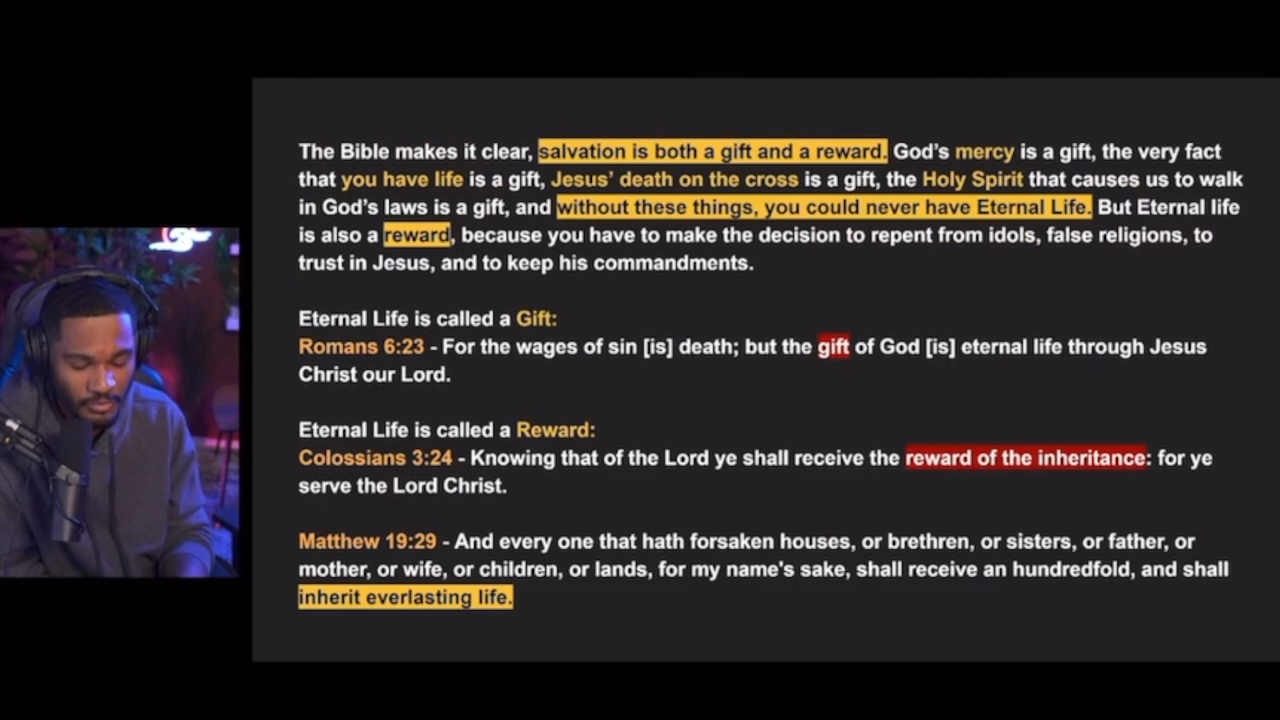 The Bible makes it clear, salvation is both a gift and a reward. God's mercy is a gift, the very fact
that you have life is a gift, Jesus' death on the cross is a gift, the Holy Spirit that causes us to walk
in God's laws is a gift, and without these things, you could never have Eternal Life. But Eternal life
is also a reward, because you have to make the decision to repent from idols, false religions, to
trust in Jesus, and to keep his commandments.
Eternal Life is called a Gift:
Romans 6:23 - For the wages of sin [is] death; but the gift of God [is] eternal life through Jesus
Christ our Lord.
Eternal Life is called a Reward:
Colossians 3:24 - Knowing that of the Lord ye shall receive the reward of the inheritance: for ye
serve the Lord Christ.
Matthew 19:29 - And every one that hath forsaken houses, or brethren, or sisters, or father, or
mother, or wife, or children, or lands, for my name's sake, shall receive an hundredfold, and shall
inherit everlasting life.